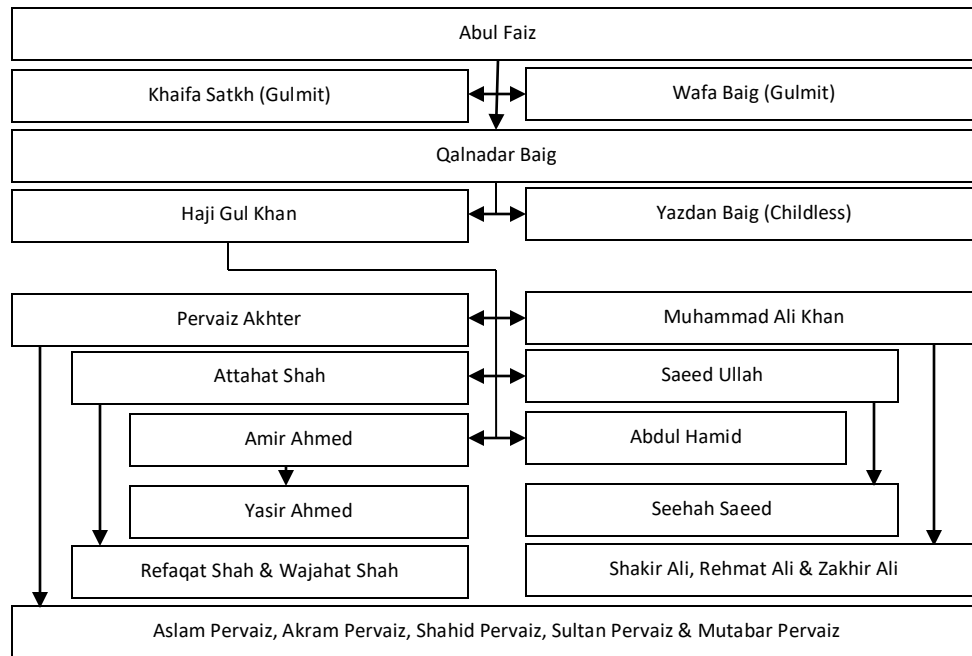 Abul Faiz
Khaifa Satkh (Gulmit)
Wafa Baig (Gulmit)
Qalnadar Baig
Haji Gul Khan
Yazdan Baig (Childless)
Pervaiz Akhter
Muhammad Ali Khan
Attahat Shah
Saeed Ullah
Amir Ahmed
Abdul Hamid
Yasir Ahmed
Seehah Saeed
Refaqat Shah & Wajahat Shah
Shakir Ali, Rehmat Ali & Zakhir Ali
Aslam Pervaiz, Akram Pervaiz, Shahid Pervaiz, Sultan Pervaiz & Mutabar Pervaiz